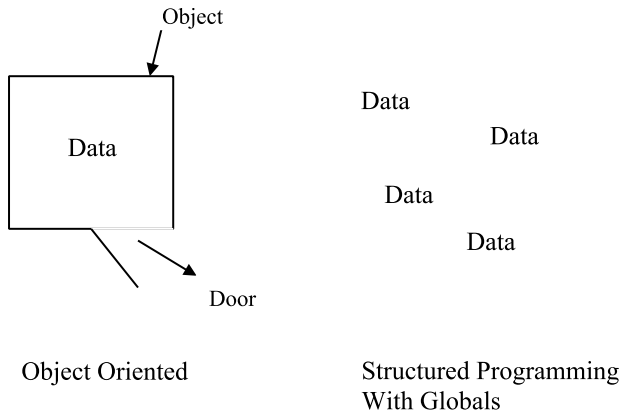 Object
Data
Door
Object Oriented
Data
Data
Data
Data
Structured Programming
With Globals